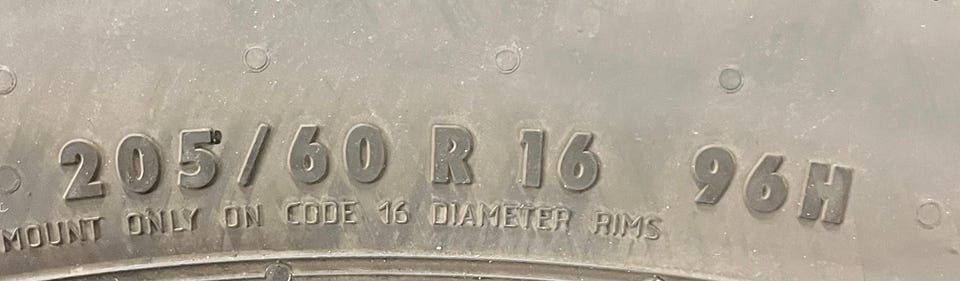 205/60 R 16 96H
MOUNT ONLY ON CODE 16 DIAMETER RIMS